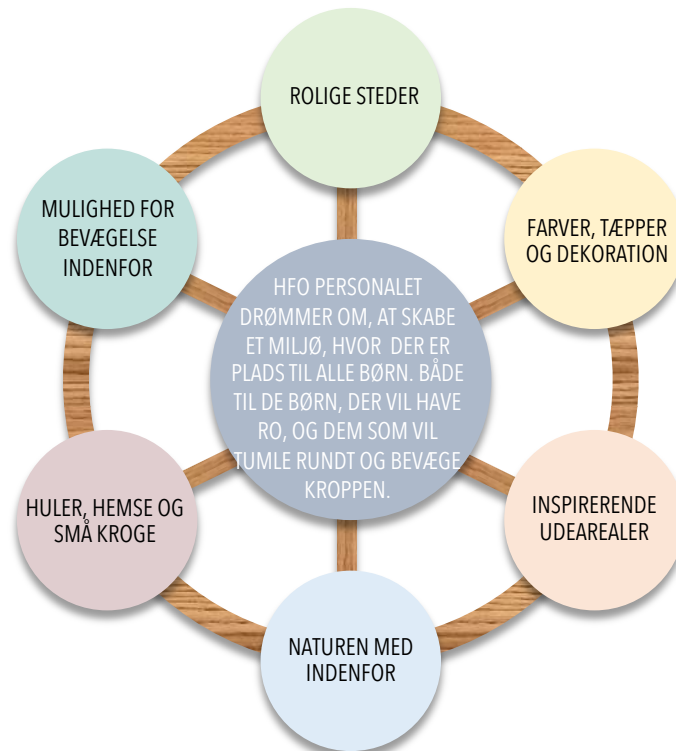 ROLIGE STEDER
FARVER, TÆPPER
OG DEKORATION
INSPIRERENDE
UDEAREALER
NATUREN MED
INDENFOR
HULER, HEMSE OG
SMÅ KROGE
MULIGHED FOR
BEVÆGELSE
INDENFOR
HFO PERSONALET
DRØMMER OM, AT SKABE
ET MILJØ, HVOR DER ER
PLADS TIL ALLE BØRN. BÅDE
TIL DE BØRN, DER VIL HAVE
RO, OG DEM SOM VIL
TUMLE RUNDT OG BEVÆGE
KROPPEN.